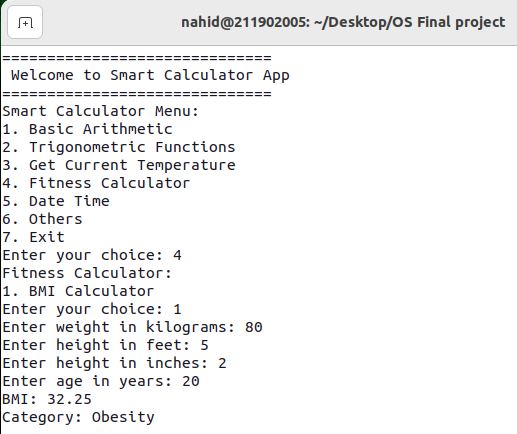 nahid@211902005: ~/Desktop/OS Final project
==============================
 Welcome to Smart Calculator App
==============================
Smart Calculator Menu:
1. Basic Arithmetic
2. Trigonometric Functions
3. Get Current Temperature
4. Fitness Calculator
5. Date Time
6. Others
7. Exit
Enter your choice: 4
Fitness Calculator:
1. BMI Calculator
Enter your choice: 1
Enter weight in kilograms: 80
Enter height in feet: 5
Enter height in inches: 2
Enter age in years: 20
BMI: 32.25
Category: Obesity